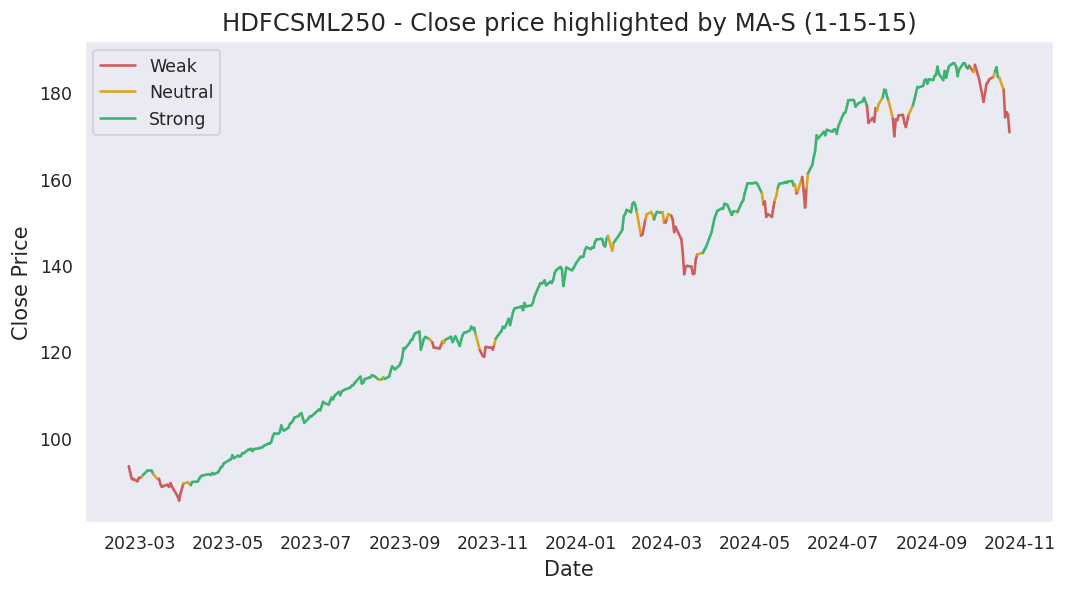 HDFCSML250 - Close price highlighted by MA-S (1-15-15)
Weak
Neutral
Strong
Close Price
180
160
140
120
100
2023-03 2023-05 2023-07 2023-09 2023-11 2024-01 2024-03 2024-05 2024-07 2024-09 2024-11
Date